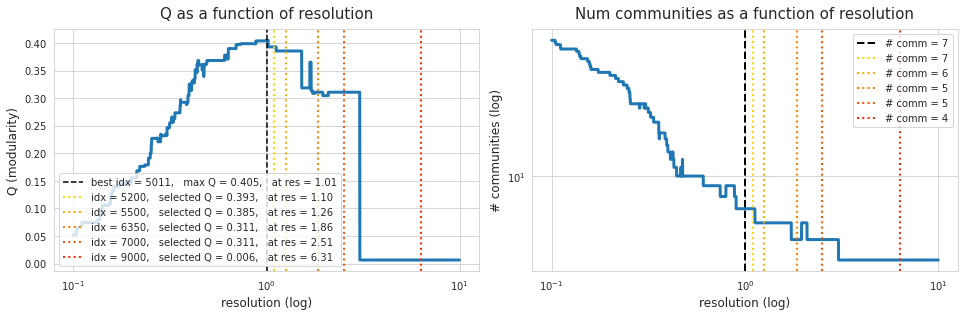 Q as a function of resolution
Q (modularity)
0.40
0.35
0.30
0.25
0.20
0.15
0.10
0.05
0.00
best idx = 5011,   max Q = 0.405,   at res = 1.01
idx = 5200,   selected Q = 0.393,   at res = 1.10
idx = 5500,   selected Q = 0.385,   at res = 1.26
idx = 6350,   selected Q = 0.311,   at res = 1.86
idx = 7000,   selected Q = 0.311,   at res = 2.51
idx = 9000,   selected Q = 0.006,   at res = 6.31
10⁻¹ 10⁰ 10¹
resolution (log)
Num communities as a function of resolution
# communities (log)
10¹
# comm = 7
# comm = 7
# comm = 6
# comm = 5
# comm = 5
# comm = 4
10⁻¹ 10⁰ 10¹
resolution (log)